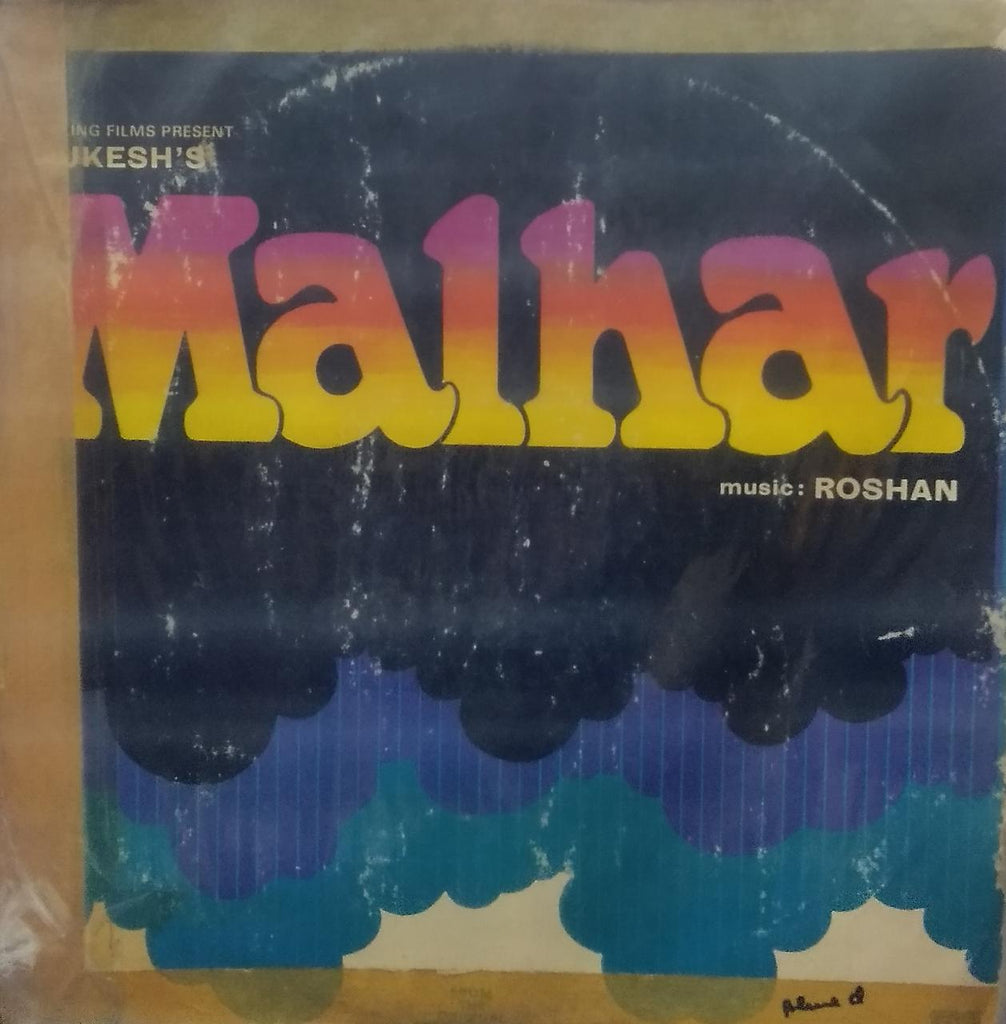 ING FILMS PRESENT
UKESH'S
Malhar
music: ROSHAN